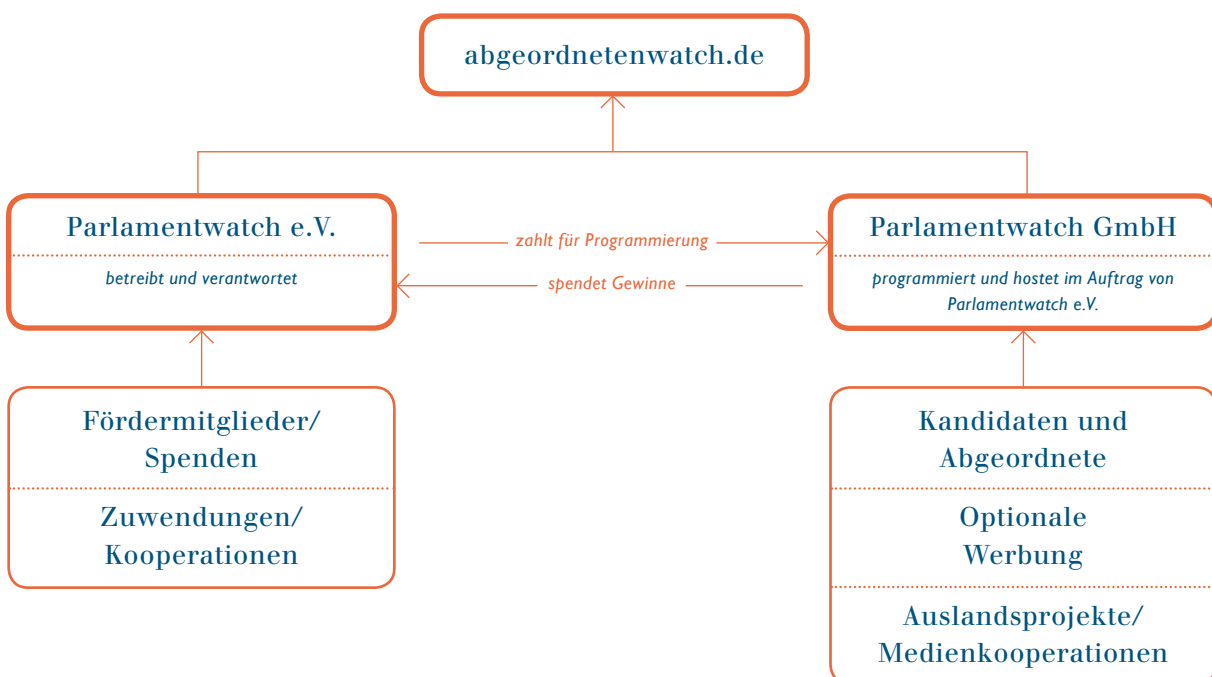 abgeordnetenwatch.de
Parlamentwatch e.V.
betreibt und verantwortet
zahlt für Programmierung
spendet Gewinne
Parlamentwatch GmbH
programmiert und hostet im Auftrag von
Parlamentwatch e.V.
Fördermitglieder/
Spenden
Zuwendungen/
Kooperationen
Kandidaten und
Abgeordnete
Optionale
Werbung
Auslandsprojekte/
Medienkooperationen